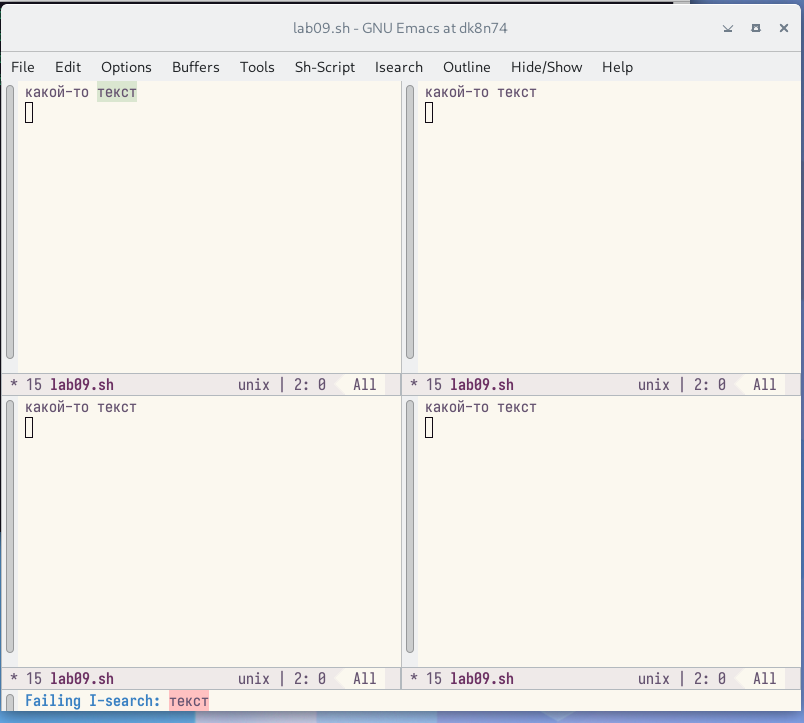 lab09.sh - GNU Emacs at dk8n74
File Edit Options Buffers Tools Sh-Script Isearch Outline Hide/Show Help
какой-то текст
какой-то текст
* 15 lab09.sh unix | 2: 0 All
* 15 lab09.sh unix | 2: 0 All
какой-то текст
какой-то текст
* 15 lab09.sh unix | 2: 0 All
* 15 lab09.sh unix | 2: 0 All
Failing I-search: текст